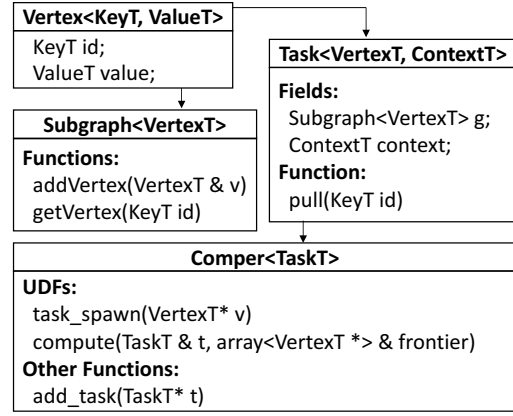 Vertex<KeyT, ValueT>
KeyT id;
ValueT value;
Subgraph<VertexT>
Functions:
addVertex(VertexT & v)
getVertex(KeyT id)
Task<VertexT, ContextT>
Fields:
Subgraph<VertexT> g;
ContextT context;
Function:
pull(KeyT id)
Comper<TaskT>
UDFs:
task_spawn(VertexT* v)
compute(TaskT & t, array<VertexT *> & frontier)
Other Functions:
add_task(TaskT* t)